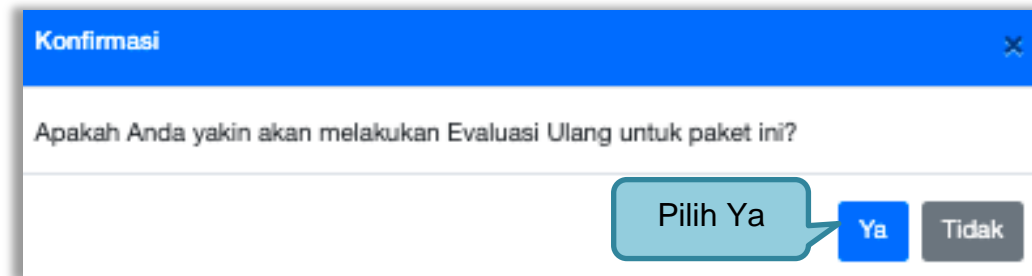 Konfirmasi ×
Apakah Anda yakin akan melakukan Evaluasi Ulang untuk paket ini?
Pilih Ya
Ya Tidak